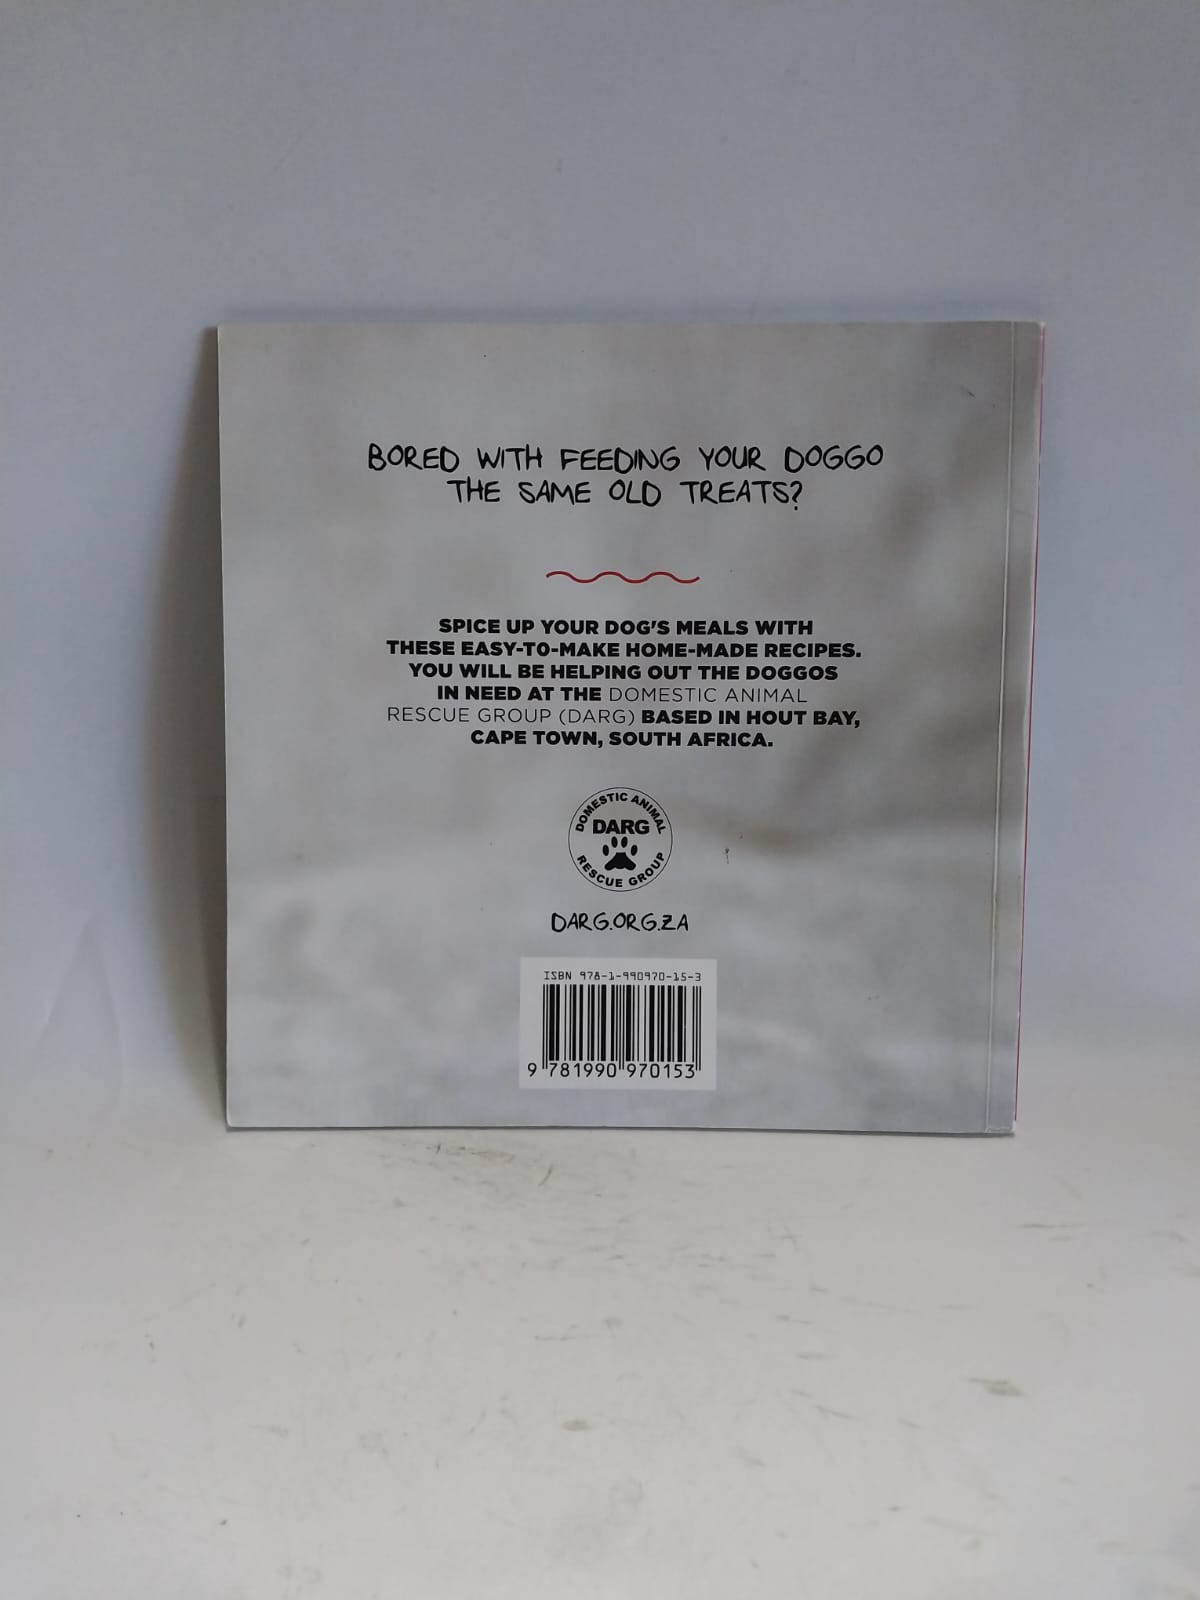 BORED WITH FEEDING YOUR DOGGO
THE SAME OLD TREATS?
SPICE UP YOUR DOG'S MEALS WITH
THESE EASY-TO-MAKE HOME-MADE RECIPES.
YOU WILL BE HELPING OUT THE DOGGOS
IN NEED AT THE DOMESTIC ANIMAL
RESCUE GROUP (DARG) BASED IN HOUT BAY,
CAPE TOWN, SOUTH AFRICA.
DOMESTIC ANIMAL
DARG
RESCUE GROUP
DARG.ORG.ZA
ISBN 978-1-990970-15-3
9 781990 970153